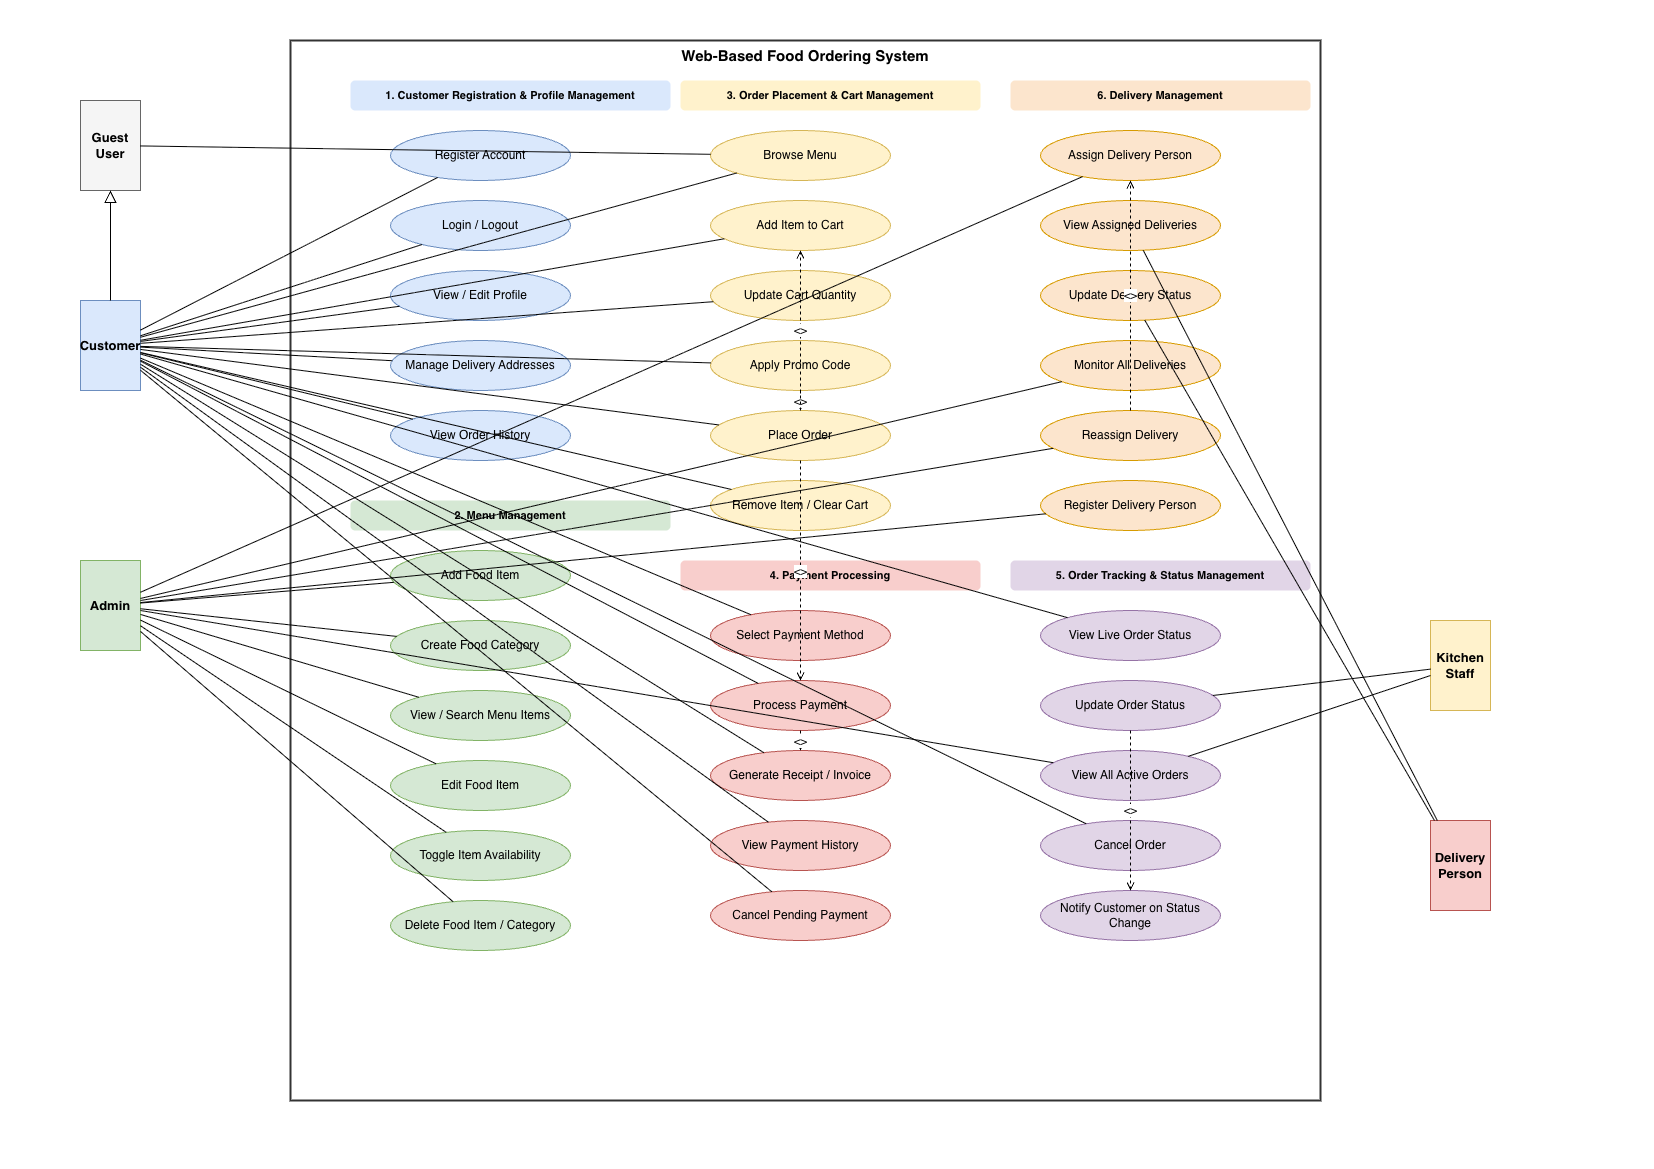 Web-Based Food Ordering System
1. Customer Registration & Profile Management
3. Order Placement & Cart Management
6. Delivery Management
Guest
User
Customer
Admin
Register Account
Login / Logout
View / Edit Profile
Manage Delivery Addresses
View Order History
2. Menu Management
Add Food Item
Create Food Category
View / Search Menu Items
Edit Food Item
Toggle Item Availability
Delete Food Item / Category
Browse Menu
Add Item to Cart
Update Cart Quantity
Apply Promo Code
Place Order
Remove Item / Clear Cart
4. Payment Processing
Select Payment Method
Process Payment
Generate Receipt / Invoice
View Payment History
Cancel Pending Payment
Assign Delivery Person
View Assigned Deliveries
Update Delivery Status
Monitor All Deliveries
Reassign Delivery
Register Delivery Person
5. Order Tracking & Status Management
View Live Order Status
Update Order Status
View All Active Orders
Cancel Order
Notify Customer on Status
Change
Kitchen
Staff
Delivery
Person